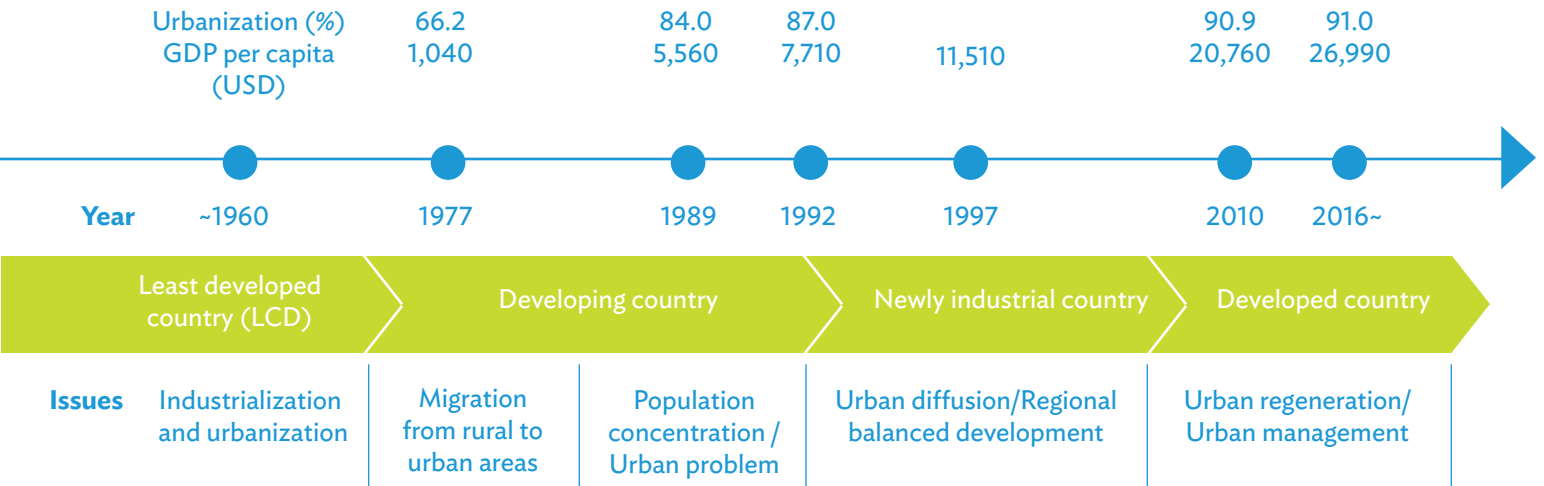 Urbanization (%) 66.2 84.0 87.0 90.9 91.0
GDP per capita 1,040 5,560 7,710 11,510 20,760 26,990
(USD)
Year ~1960 1977 1989 1992 1997 2010 2016~
Least developed
country (LCD)
Developing country
Newly industrial country
Developed country
Issues
Industrialization
and urbanization
Migration
from rural to
urban areas
Population
concentration /
Urban problem
Urban diffusion/Regional
balanced development
Urban regeneration/
Urban management